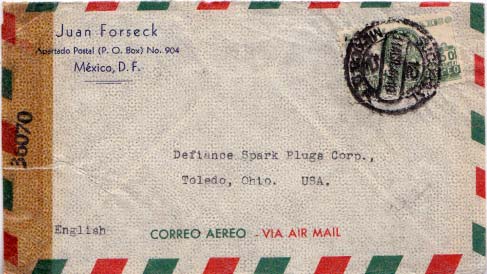 Juan Forseck
Apartado Postal (P. O. Box) No. 904
México, D. F.
36070
Defiance Spark Plugs Corp.,
Toledo, Ohio. USA.
English
CORREO AEREO - VIA AIR MAIL